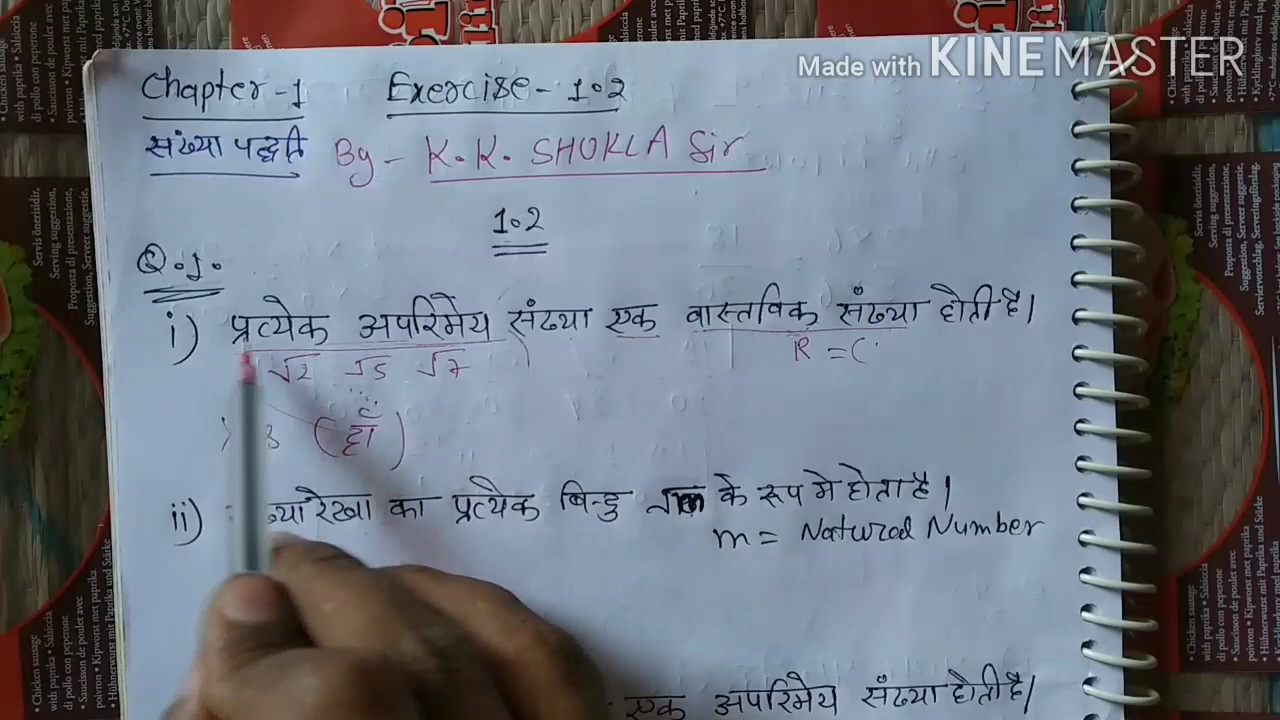 Made with KINEMASTER
Chapter-1 Exercise-1.2
संख्या पद्धति By - K.K. SHUKLA Sir
1.2
Q.1.
i) प्रत्येक अपरिमेय संख्या एक वास्तविक संख्या होती है।
√2 √5 √7 R = (
(हाँ)
ii) रेखा का प्रत्येक बिन्दु √m के रूप मे होता है।
m = Natural Number
एक अपरिमेय संख्या होती है।